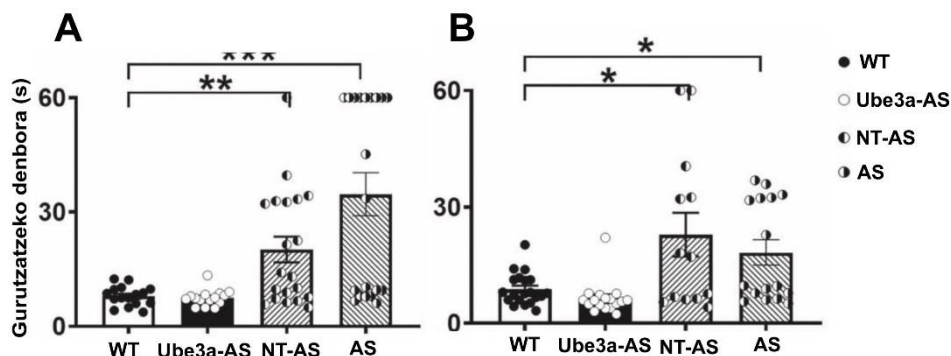 A
***
**
Gurutzatzeko denbora (s)
60
30
0
WT
Ube3a-AS
NT-AS
AS
B
*
*
60
30
0
WT
Ube3a-AS
NT-AS
AS
WT
Ube3a-AS
NT-AS
AS